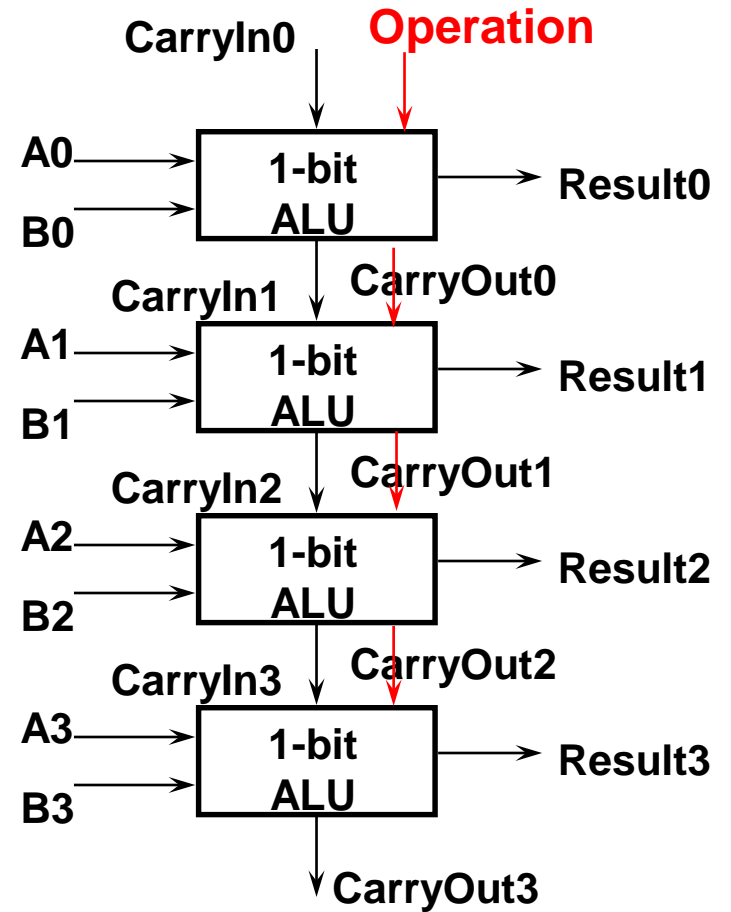 CarryIn0
Operation
A0
1-bit
ALU
B0
Result0
CarryIn1
CarryOut0
A1
1-bit
ALU
B1
Result1
CarryIn2
CarryOut1
A2
1-bit
ALU
B2
Result2
CarryIn3
CarryOut2
A3
1-bit
ALU
B3
Result3
CarryOut3